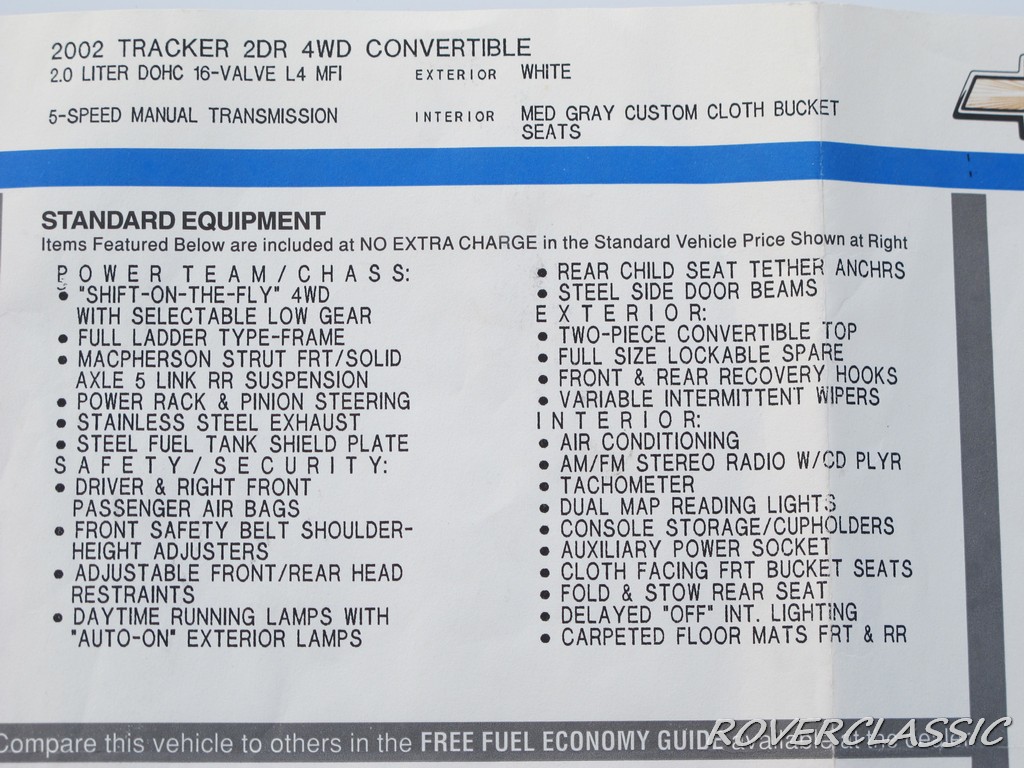 2002 TRACKER 2DR 4WD CONVERTIBLE
2.0 LITER DOHC 16-VALVE L4 MFI EXTERIOR WHITE
5-SPEED MANUAL TRANSMISSION INTERIOR MED GRAY CUSTOM CLOTH BUCKET
SEATS
STANDARD EQUIPMENT
Items Featured Below are included at NO EXTRA CHARGE in the Standard Vehicle Price Shown at Right
POWER TEAM/CHASS:
• "SHIFT-ON-THE-FLY" 4WD
WITH SELECTABLE LOW GEAR
• FULL LADDER TYPE-FRAME
• MACPHERSON STRUT FRT/SOLID
AXLE 5 LINK RR SUSPENSION
• POWER RACK & PINION STEERING
• STAINLESS STEEL EXHAUST
• STEEL FUEL TANK SHIELD PLATE
SAFETY/SECURITY:
• DRIVER & RIGHT FRONT
PASSENGER AIR BAGS
• FRONT SAFETY BELT SHOULDER-
HEIGHT ADJUSTERS
• ADJUSTABLE FRONT/REAR HEAD
RESTRAINTS
• DAYTIME RUNNING LAMPS WITH
"AUTO-ON" EXTERIOR LAMPS
• REAR CHILD SEAT TETHER ANCHRS
• STEEL SIDE DOOR BEAMS
EXTERIOR:
• TWO-PIECE CONVERTIBLE TOP
• FULL SIZE LOCKABLE SPARE
• FRONT & REAR RECOVERY HOOKS
• VARIABLE INTERMITTENT WIPERS
INTERIOR:
• AIR CONDITIONING
• AM/FM STEREO RADIO W/CD PLYR
• TACHOMETER
• DUAL MAP READING LIGHTS
• CONSOLE STORAGE/CUPHOLDERS
• AUXILIARY POWER SOCKET
• CLOTH FACING FRT BUCKET SEATS
• FOLD & STOW REAR SEAT
• DELAYED "OFF" INT. LIGHTING
• CARPETED FLOOR MATS FRT & RR
Compare this vehicle to others in the FREE FUEL ECONOMY GUIDE available at the dealer
ROVERCLASSIC